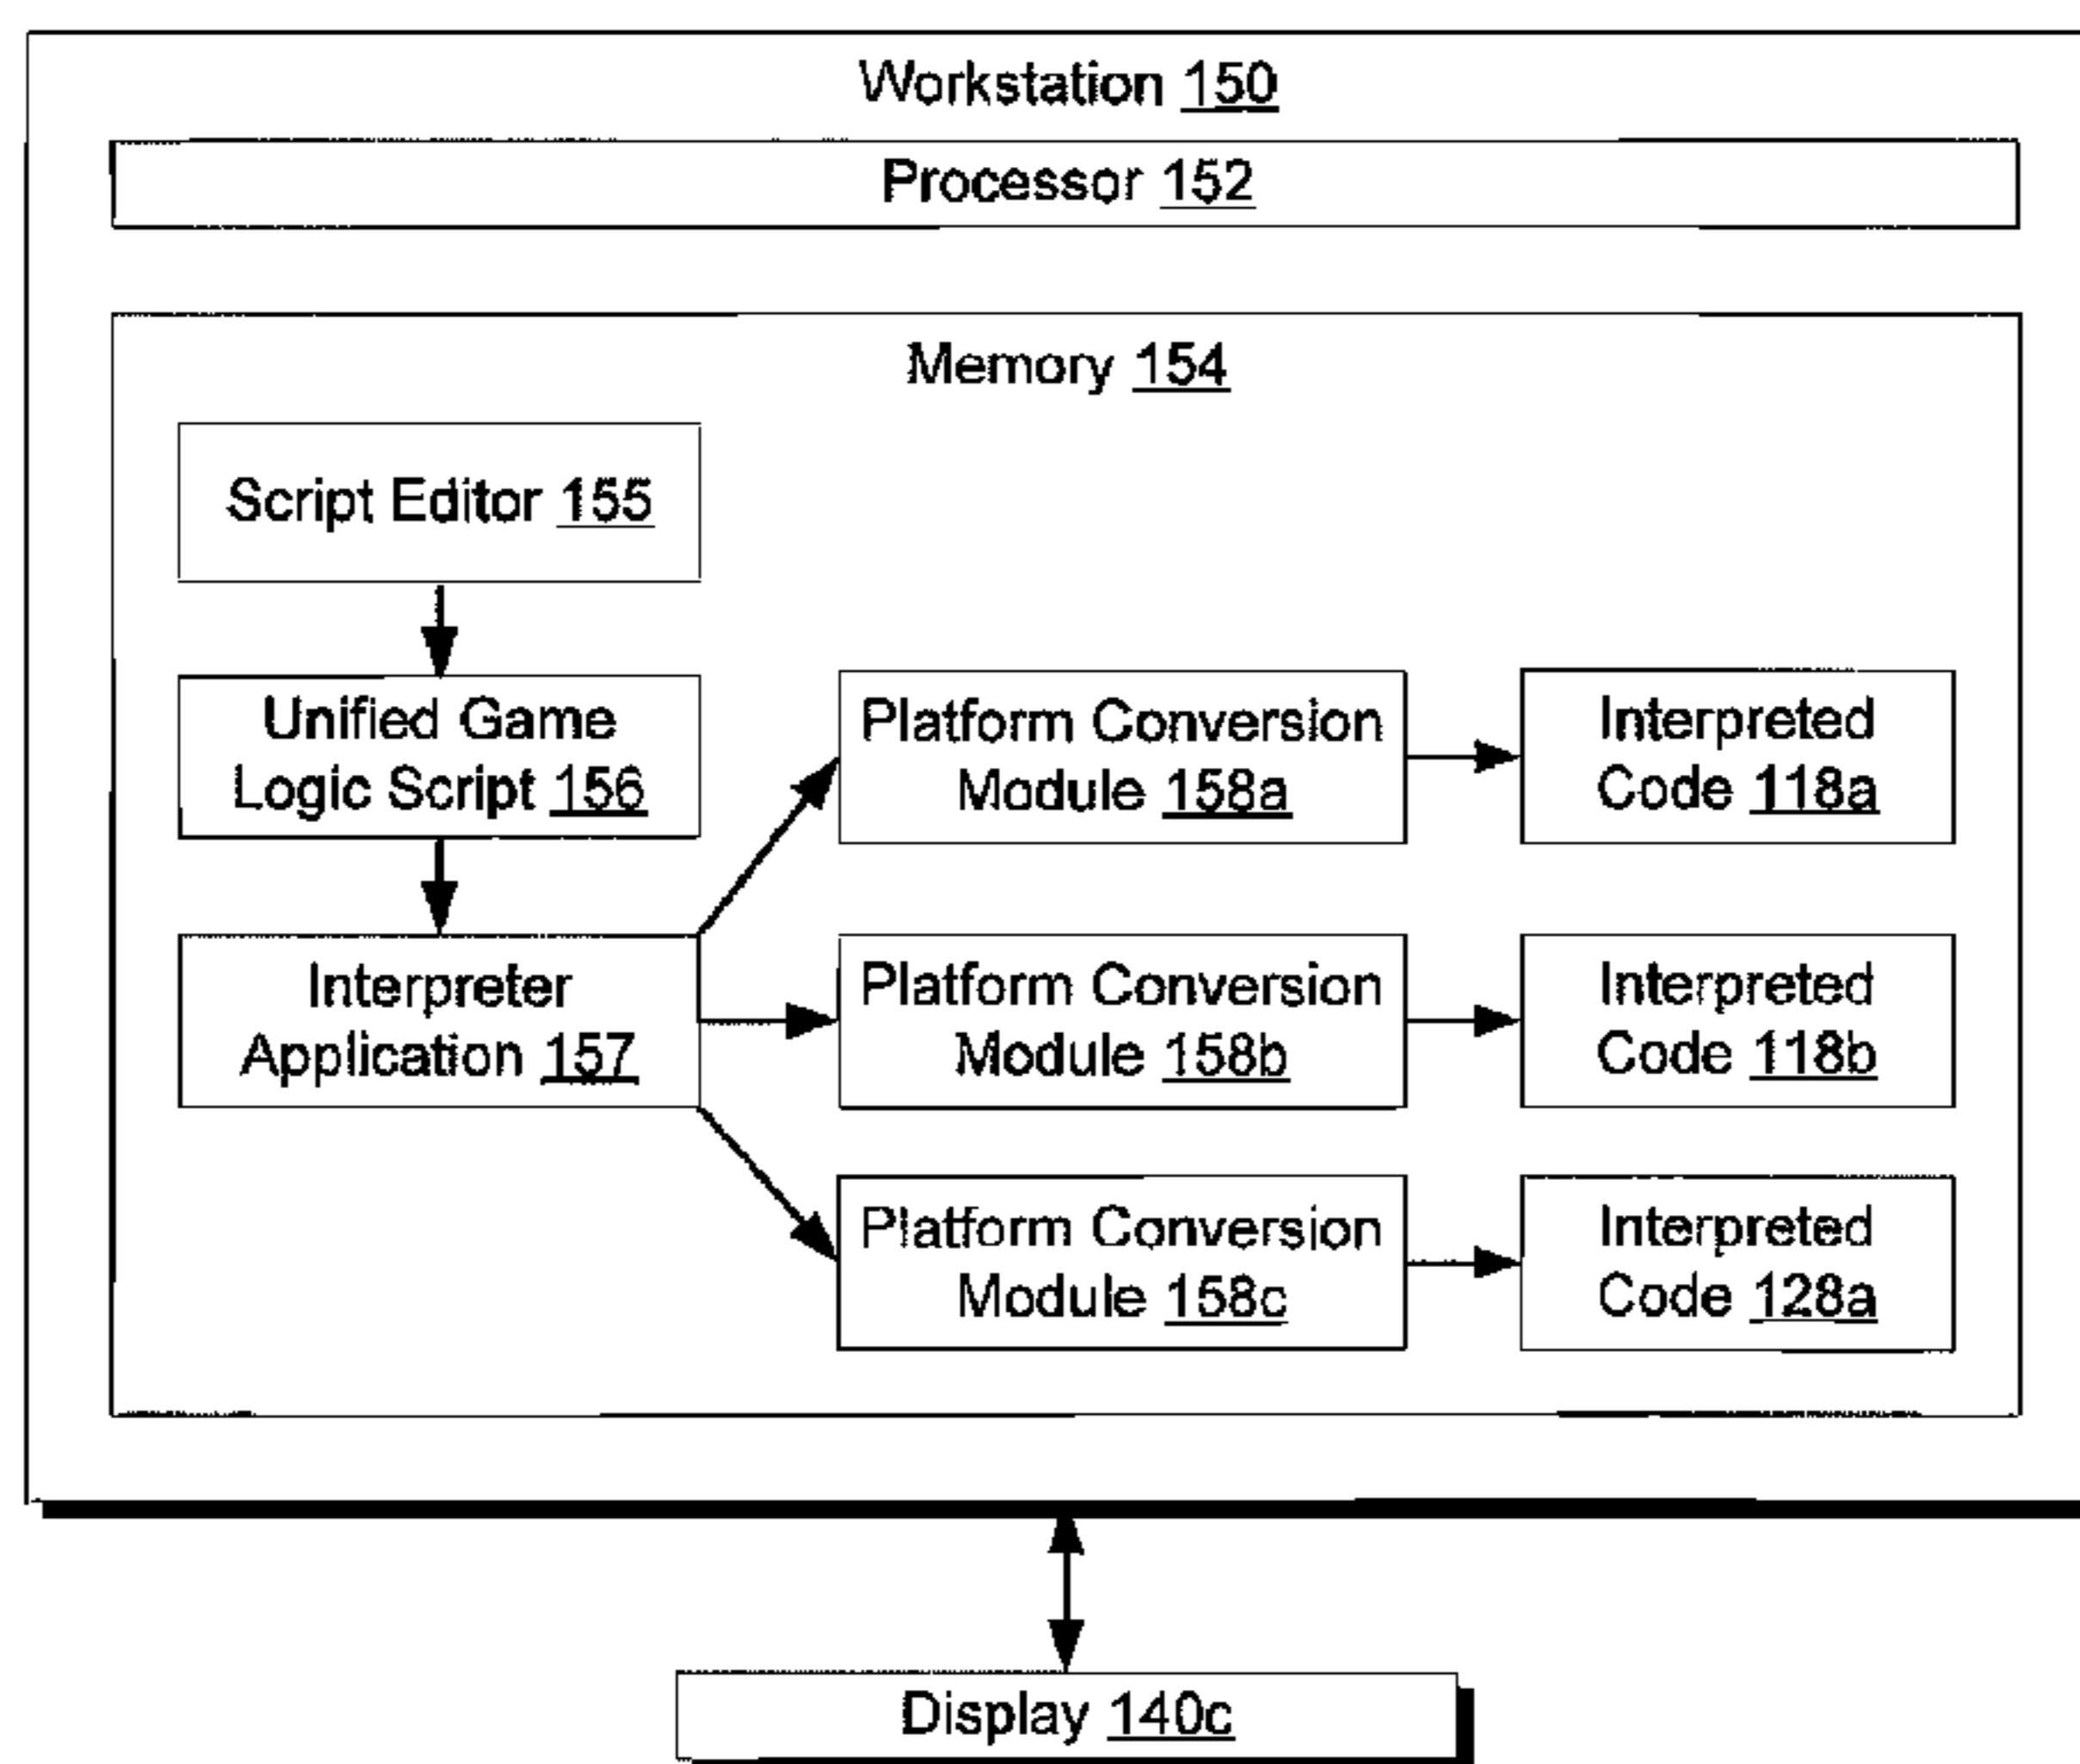 Workstation 150
Processor 152
Memory 154
Script Editor 155
Unified Game
Logic Script 156
Interpreter
Application 157
Platform Conversion
Module 158a
Interpreted
Code 118a
Platform Conversion
Module 158b
Interpreted
Code 118b
Platform Conversion
Module 158c
Interpreted
Code 128a
Display 140c